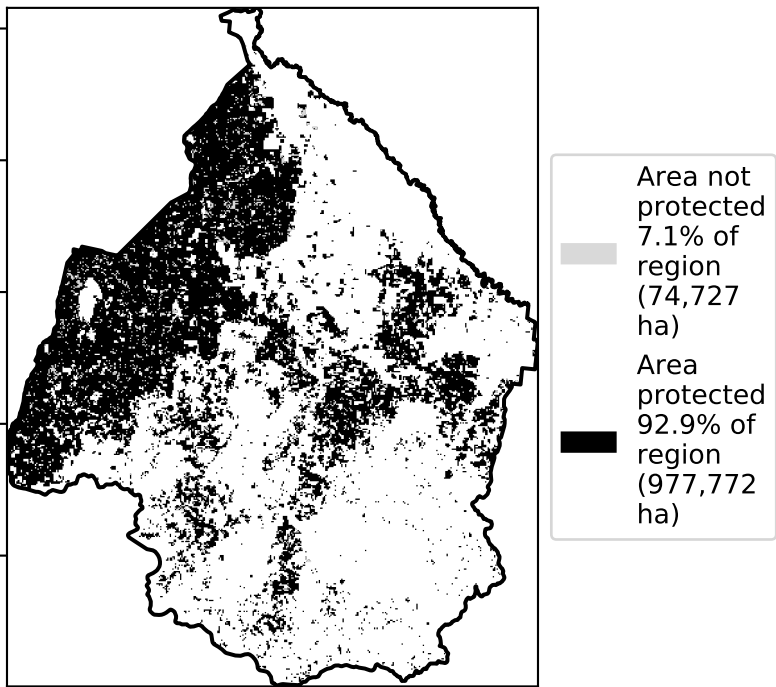 Area not
protected
7.1% of
region
(74,727
ha)
Area
protected
92.9% of
region
(977,772
ha)